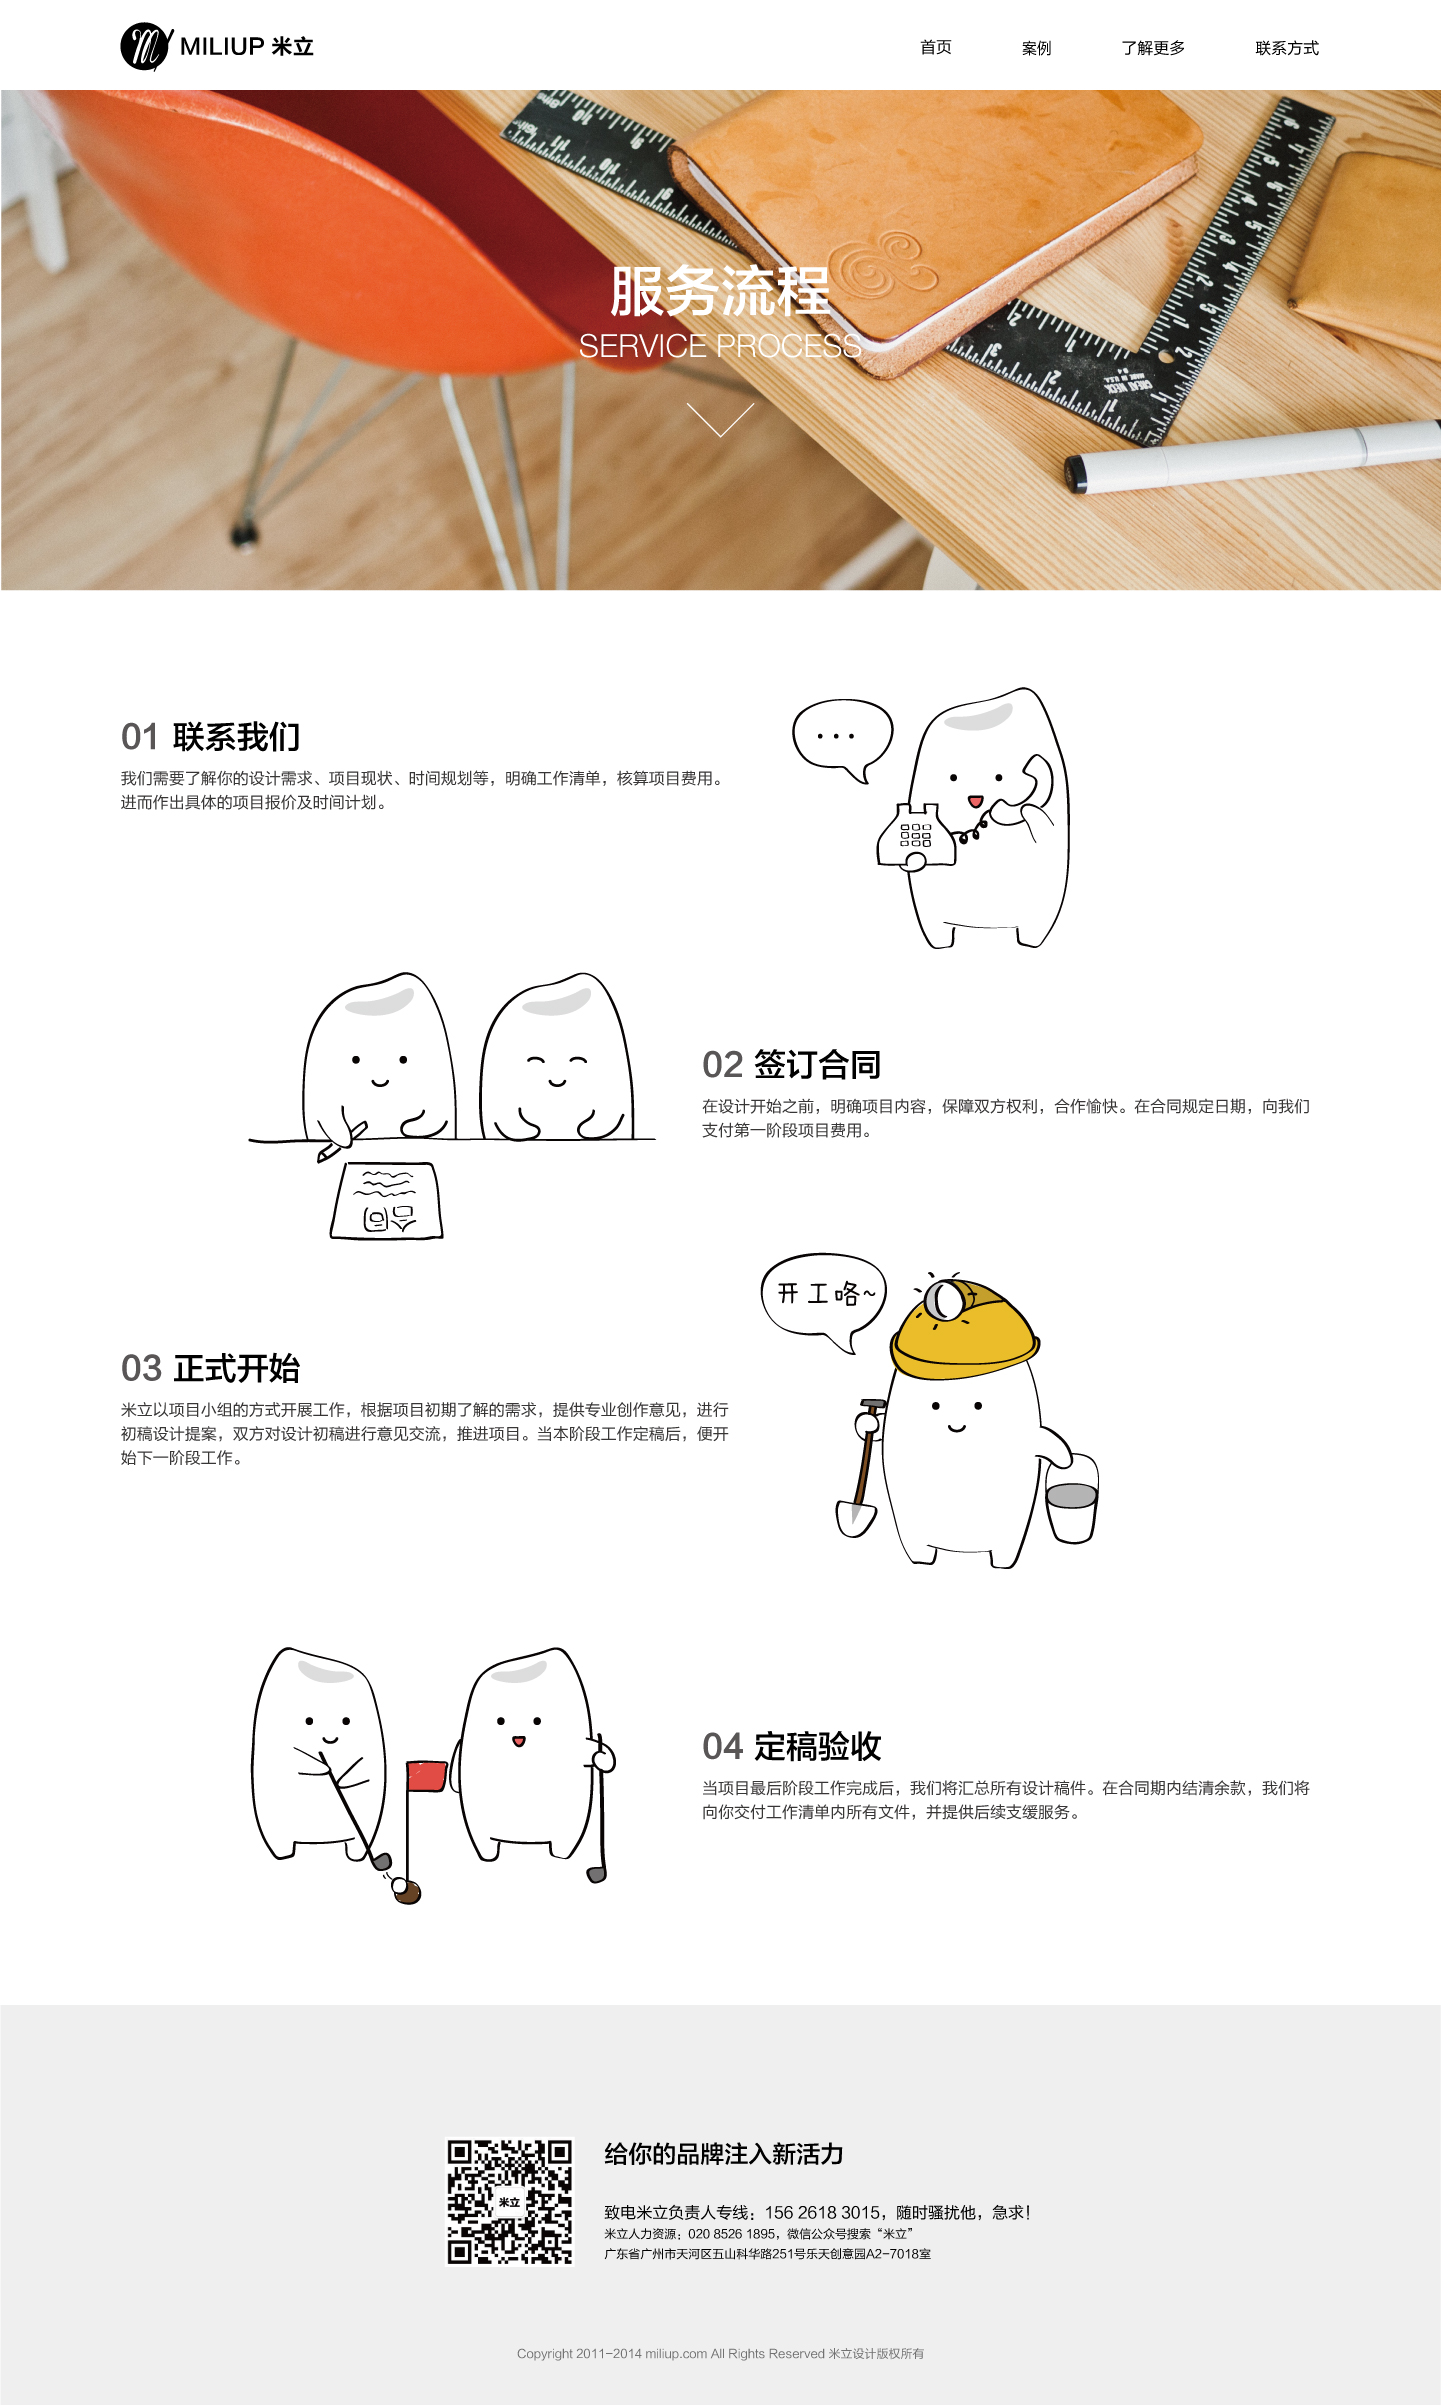 MILIUP 米立
首页 案例 了解更多 联系方式
服务流程
SERVICE PROCESS
GREAT NECK
MADE IN U.S.A.
01 联系我们
我们需要了解你的设计需求、项目现状、时间规划等，明确工作清单，核算项目费用。
进而作出具体的项目报价及时间计划。
02 签订合同
在设计开始之前，明确项目内容，保障双方权利，合作愉快。在合同规定日期，向我们
支付第一阶段项目费用。
合同
开工咯~
03 正式开始
米立以项目小组的方式开展工作，根据项目初期了解的需求，提供专业创作意见，进行
初稿设计提案，双方对设计初稿进行意见交流，推进项目。当本阶段工作定稿后，便开
始下一阶段工作。
04 定稿验收
当项目最后阶段工作完成后，我们将汇总所有设计稿件。在合同期内结清余款，我们将
向你交付工作清单内所有文件，并提供后续支缓服务。
米立
给你的品牌注入新活力
致电米立负责人专线：156 2618 3015，随时骚扰他，急求！
米立人力资源：020 8526 1895，微信公众号搜索“米立”
广东省广州市天河区五山科华路251号乐天创意园A2-7018室
Copyright 2011-2014 miliup.com All Rights Reserved 米立设计版权所有